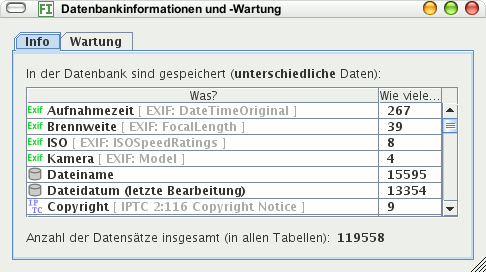 FI Datenbankinformationen und -Wartung
Info Wartung
In der Datenbank sind gespeichert (unterschiedliche Daten):
Was? Wie viele...
Exif Aufnahmezeit [ EXIF: DateTimeOriginal ] 267
Exif Brennweite [ EXIF: FocalLength ] 39
Exif ISO [ EXIF: ISOSpeedRatings ] 8
Exif Kamera [ EXIF: Model ] 4
Dateiname 15595
Dateidatum (letzte Bearbeitung) 13354
IPTC Copyright [ IPTC 2:116 Copyright Notice ] 9
Anzahl der Datensätze insgesamt (in allen Tabellen): 119558